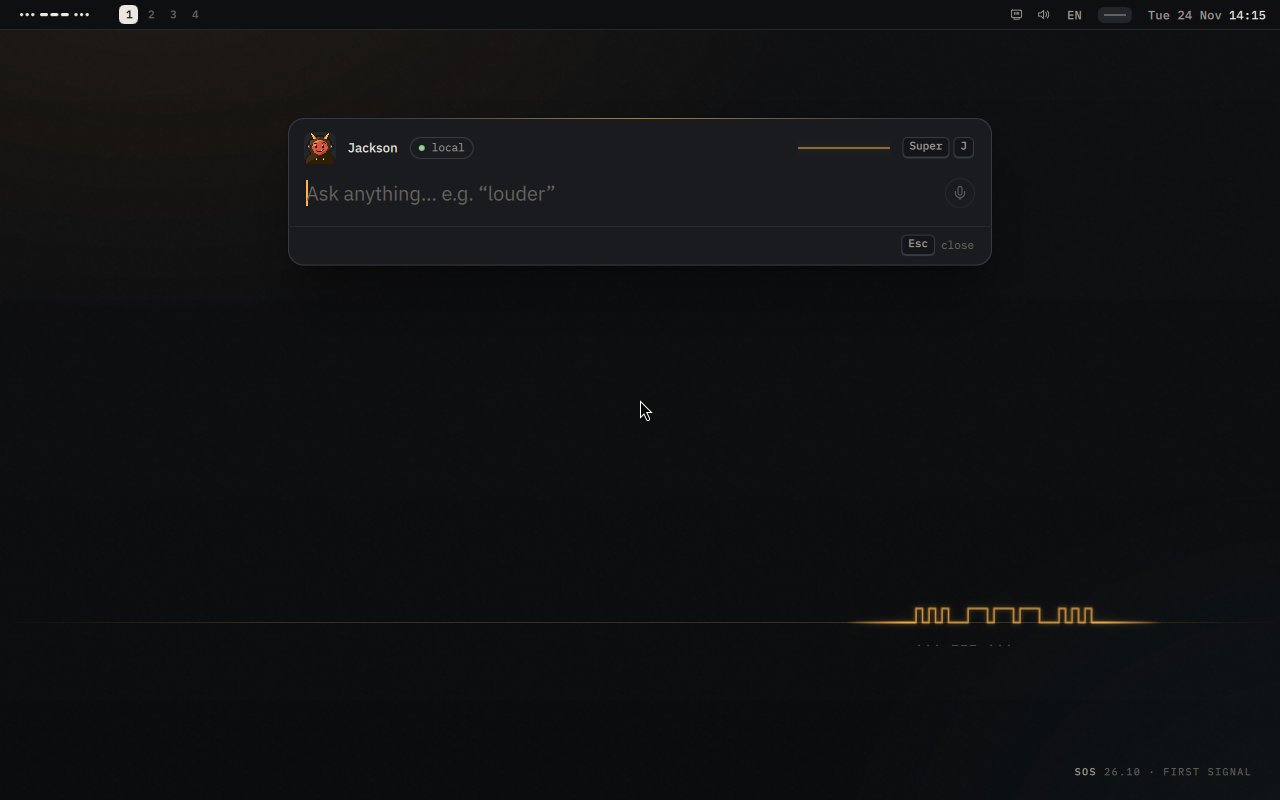 1 2 3 4
EN
Tue 24 Nov 14:15
Jackson
local
Super J
Ask anything... e.g. “louder”
Esc close
... --- ...
SOS 26.10 · FIRST SIGNAL